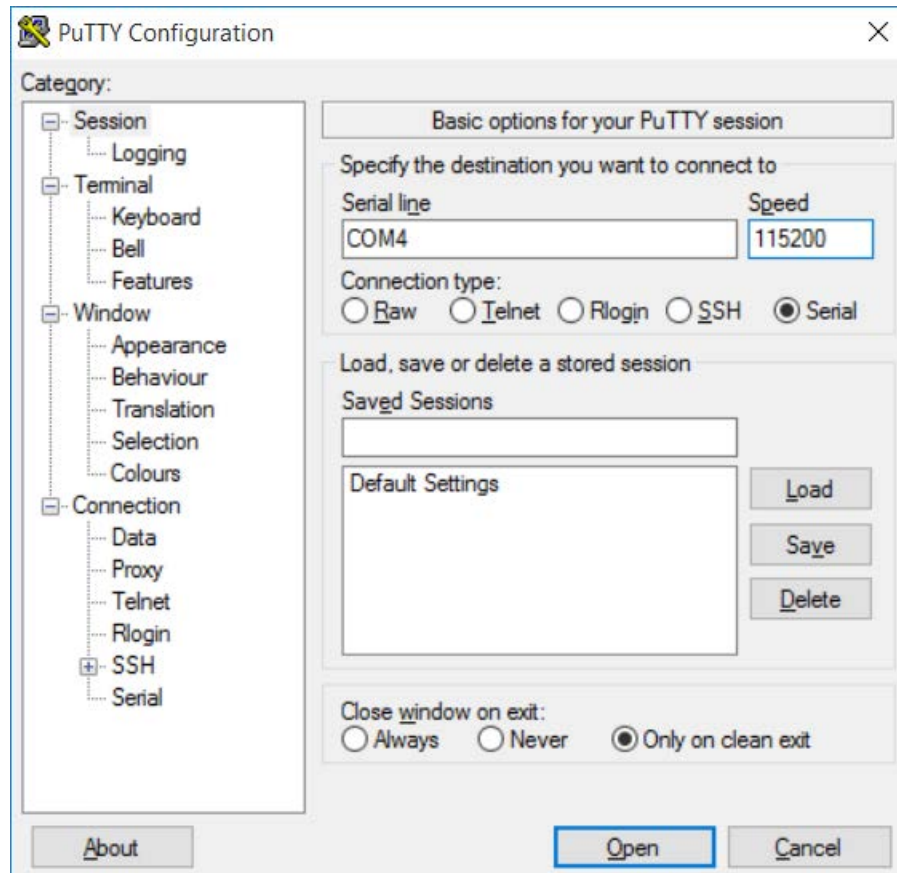 PuTTY Configuration
Category:
Session
Logging
Terminal
Keyboard
Bell
Features
Window
Appearance
Behaviour
Translation
Selection
Colours
Connection
Data
Proxy
Telnet
Rlogin
SSH
Serial
Basic options for your PuTTY session
Specify the destination you want to connect to
Serial line Speed
COM4 115200
Connection type:
Raw Telnet Rlogin SSH Serial
Load, save or delete a stored session
Saved Sessions
Default Settings
Load
Save
Delete
Close window on exit:
Always Never Only on clean exit
About Open Cancel